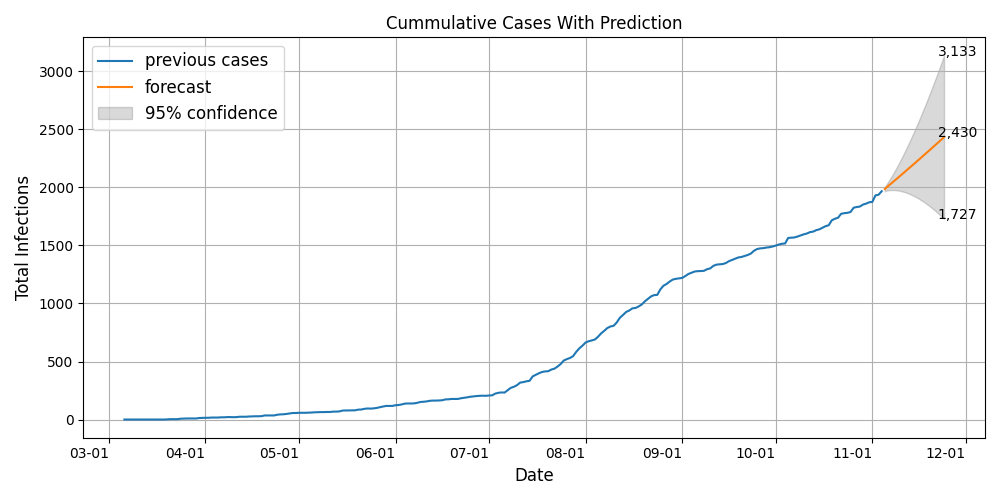 Cummulative Cases With Prediction
previous cases
forecast
95% confidence
3,133
2,430
1,727
3000
2500
2000
1500
1000
500
0
Total Infections
03-01 04-01 05-01 06-01 07-01 08-01 09-01 10-01 11-01 12-01
Date